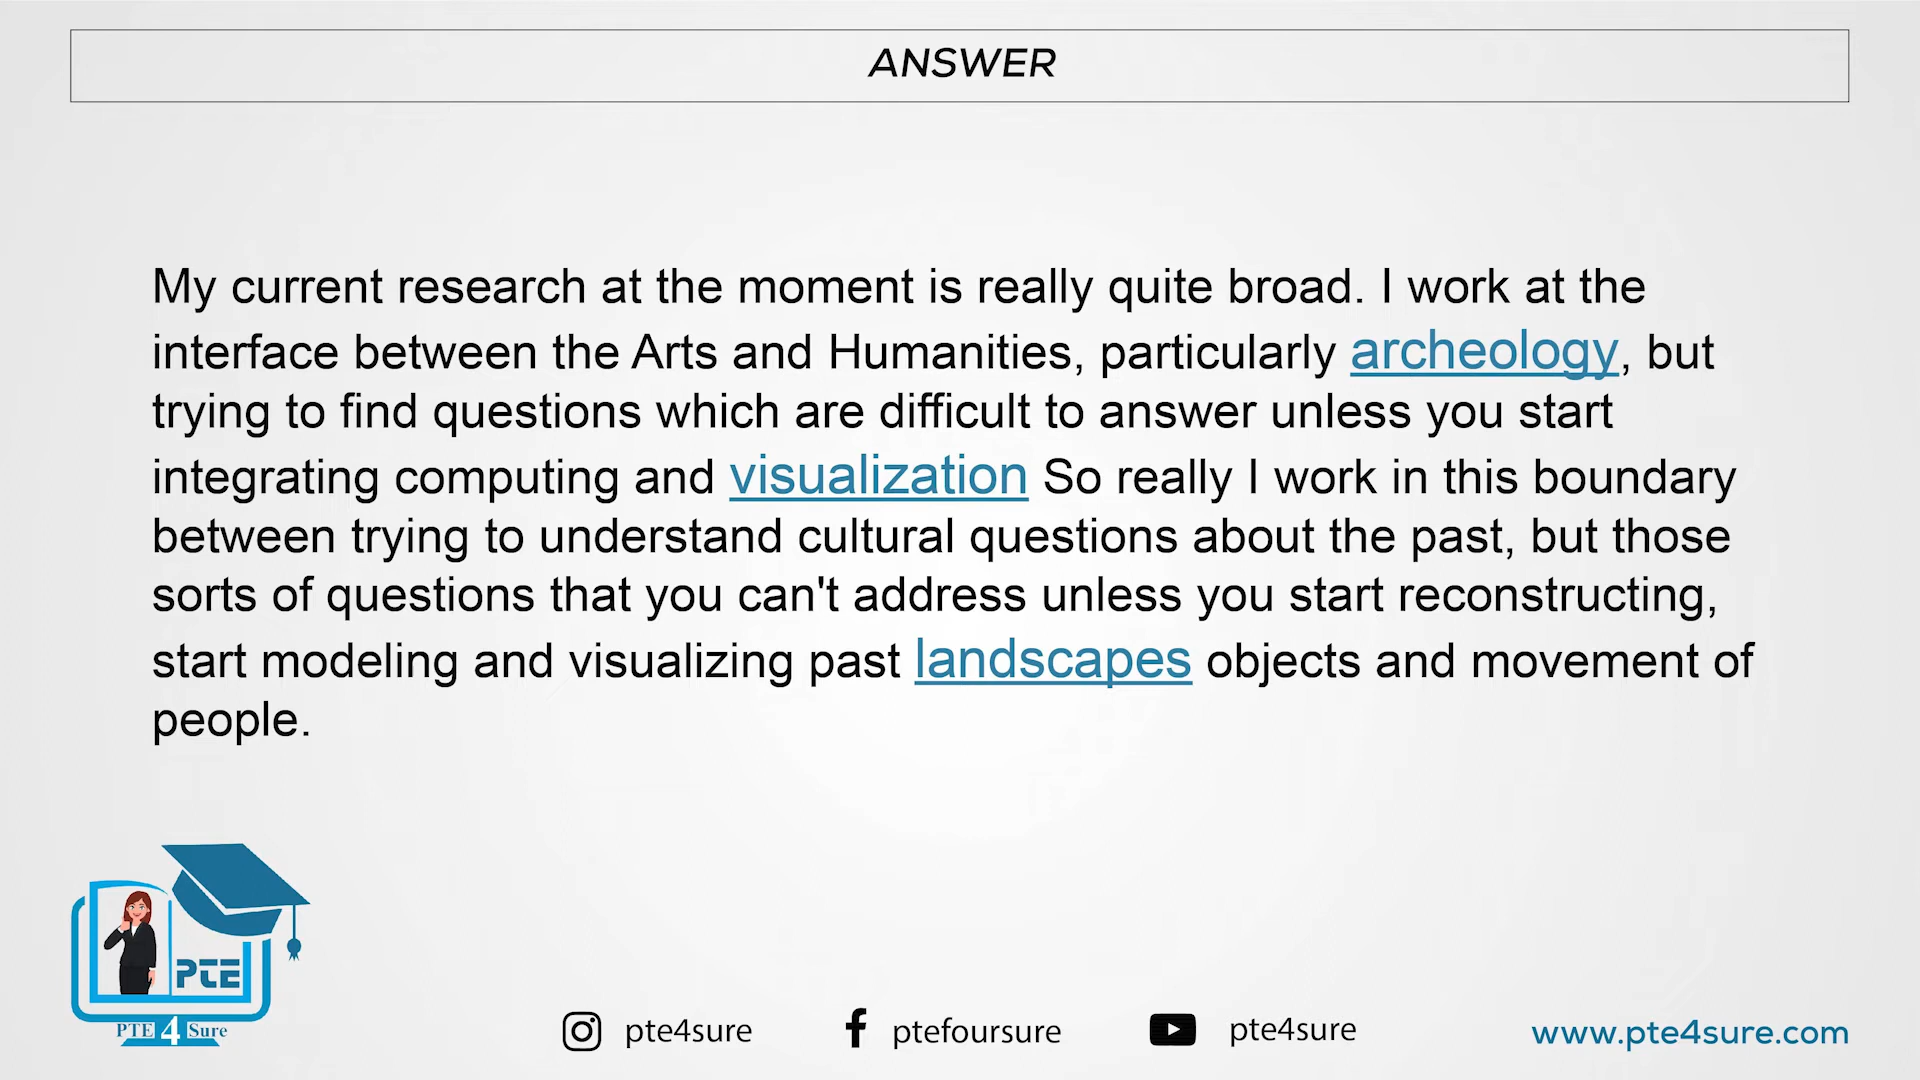 ANSWER
My current research at the moment is really quite broad. I work at the
interface between the Arts and Humanities, particularly archeology, but
trying to find questions which are difficult to answer unless you start
integrating computing and visualization So really I work in this boundary
between trying to understand cultural questions about the past, but those
sorts of questions that you can't address unless you start reconstructing,
start modeling and visualizing past landscapes objects and movement of
people.
PTE
PTE 4 Sure
pte4sure
ptefoursure
pte4sure
www.pte4sure.com